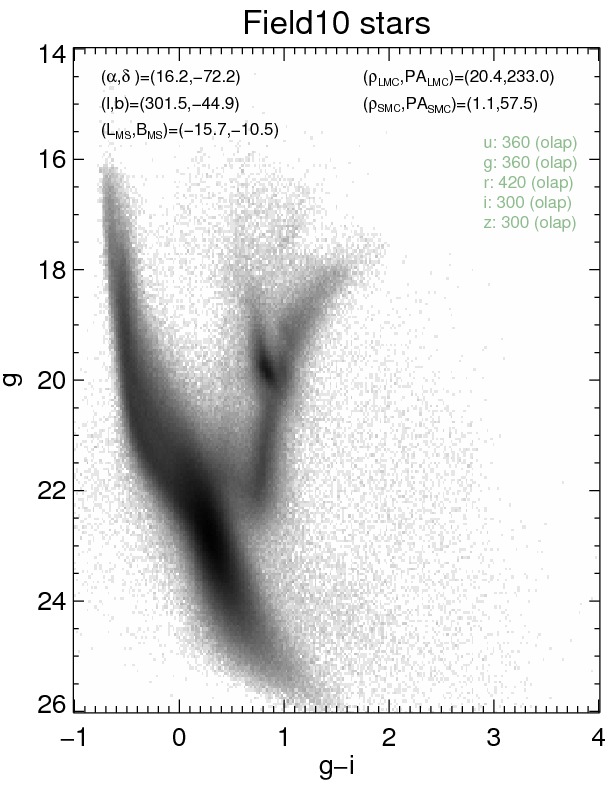 Field10 stars
(α,δ )=(16.2,−72.2)
(ρLMC,PALMC)=(20.4,233.0)
(l,b)=(301.5,−44.9)
(ρSMC,PASMC)=(1.1,57.5)
(LMS,BMS)=(−15.7,−10.5)
u: 360 (olap)
g: 360 (olap)
r: 420 (olap)
i: 300 (olap)
z: 300 (olap)
14
16
18
20
22
24
26
g
−1 0 1 2 3 4
g−i